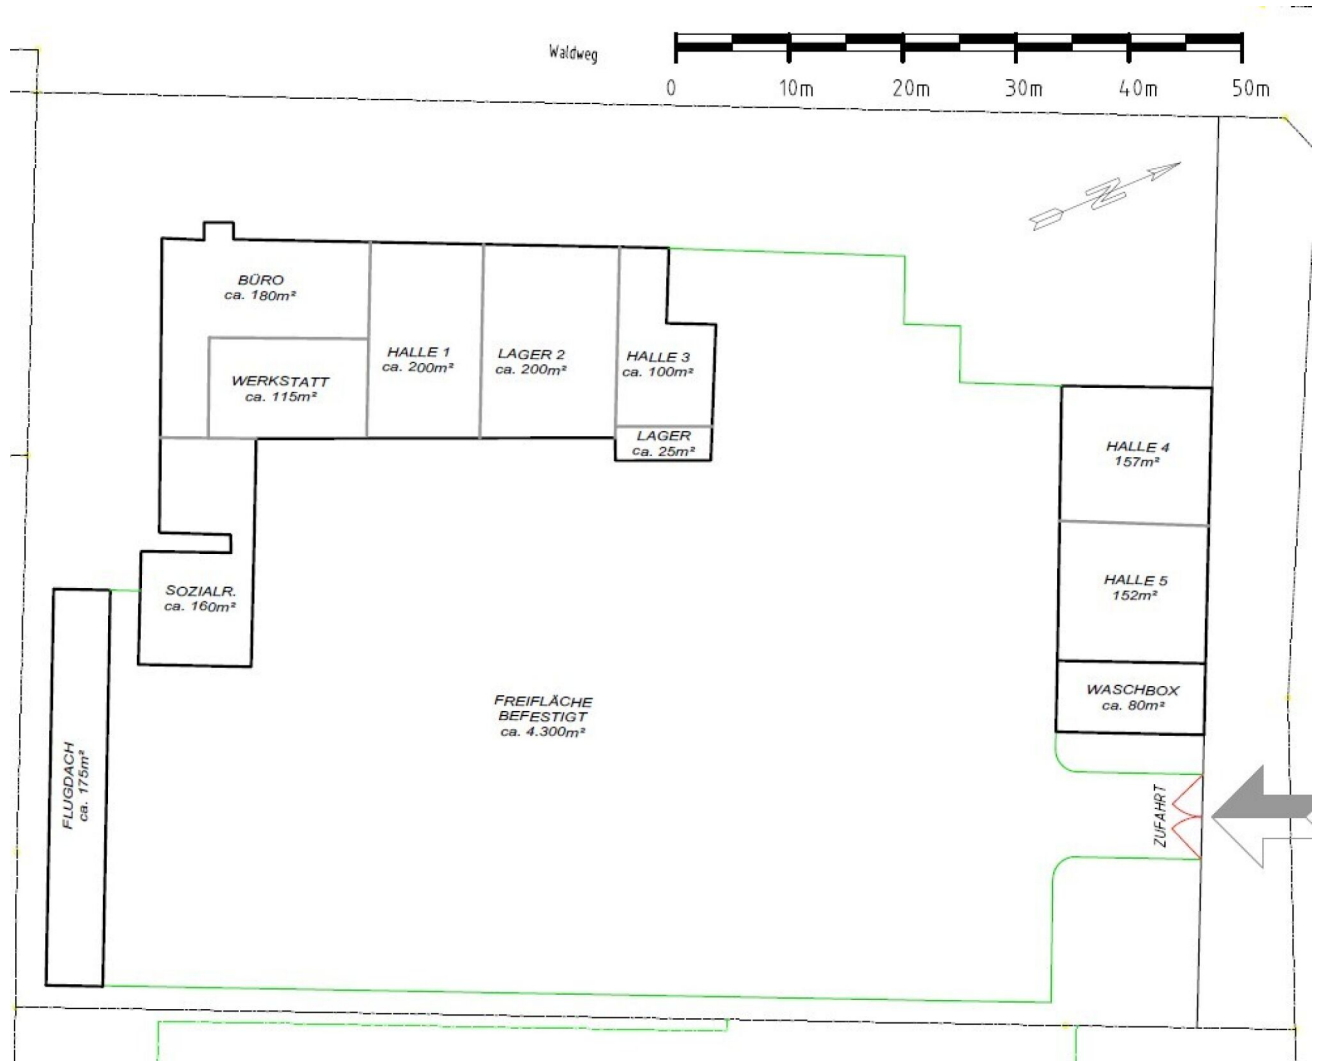 Waldweg
0 10m 20m 30m 40m 50m
N
BÜRO
ca. 180m²
HALLE 1
ca. 200m²
LAGER 2
ca. 200m²
HALLE 3
ca. 100m²
WERKSTATT
ca. 115m²
LAGER
ca. 25m²
HALLE 4
157m²
HALLE 5
152m²
SOZIALR.
ca. 160m²
WASCHBOX
ca. 80m²
FREIFLÄCHE
BEFESTIGT
ca. 4.300m²
FLUGDACH
ca. 175m²
ZUFAHRT